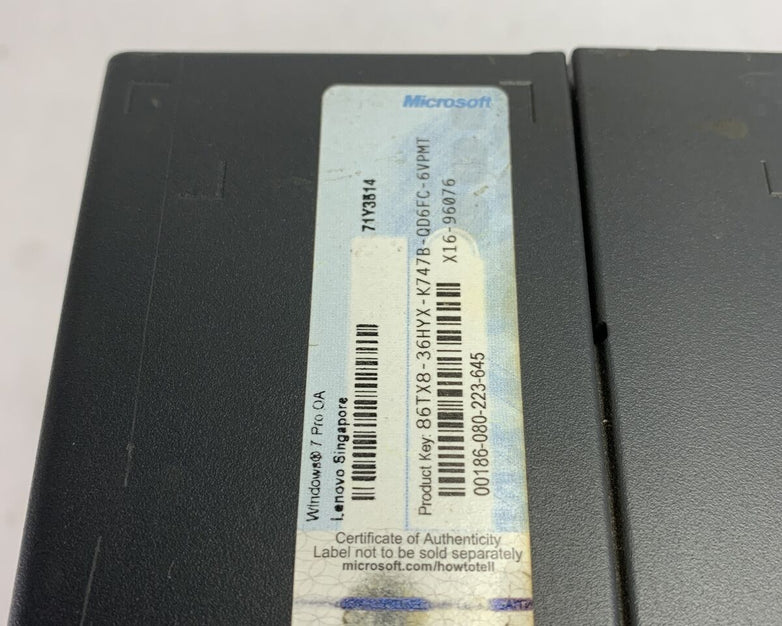 Microsoft
Windows® 7 Pro OA
Lenovo Singapore
71Y3814
Product Key: 86TX8-36HYX-K747B-QD6FC-6VPMT
X16-96076
00186-080-223-645
Certificate of Authenticity
Label not to be sold separately
microsoft.com/howtotell